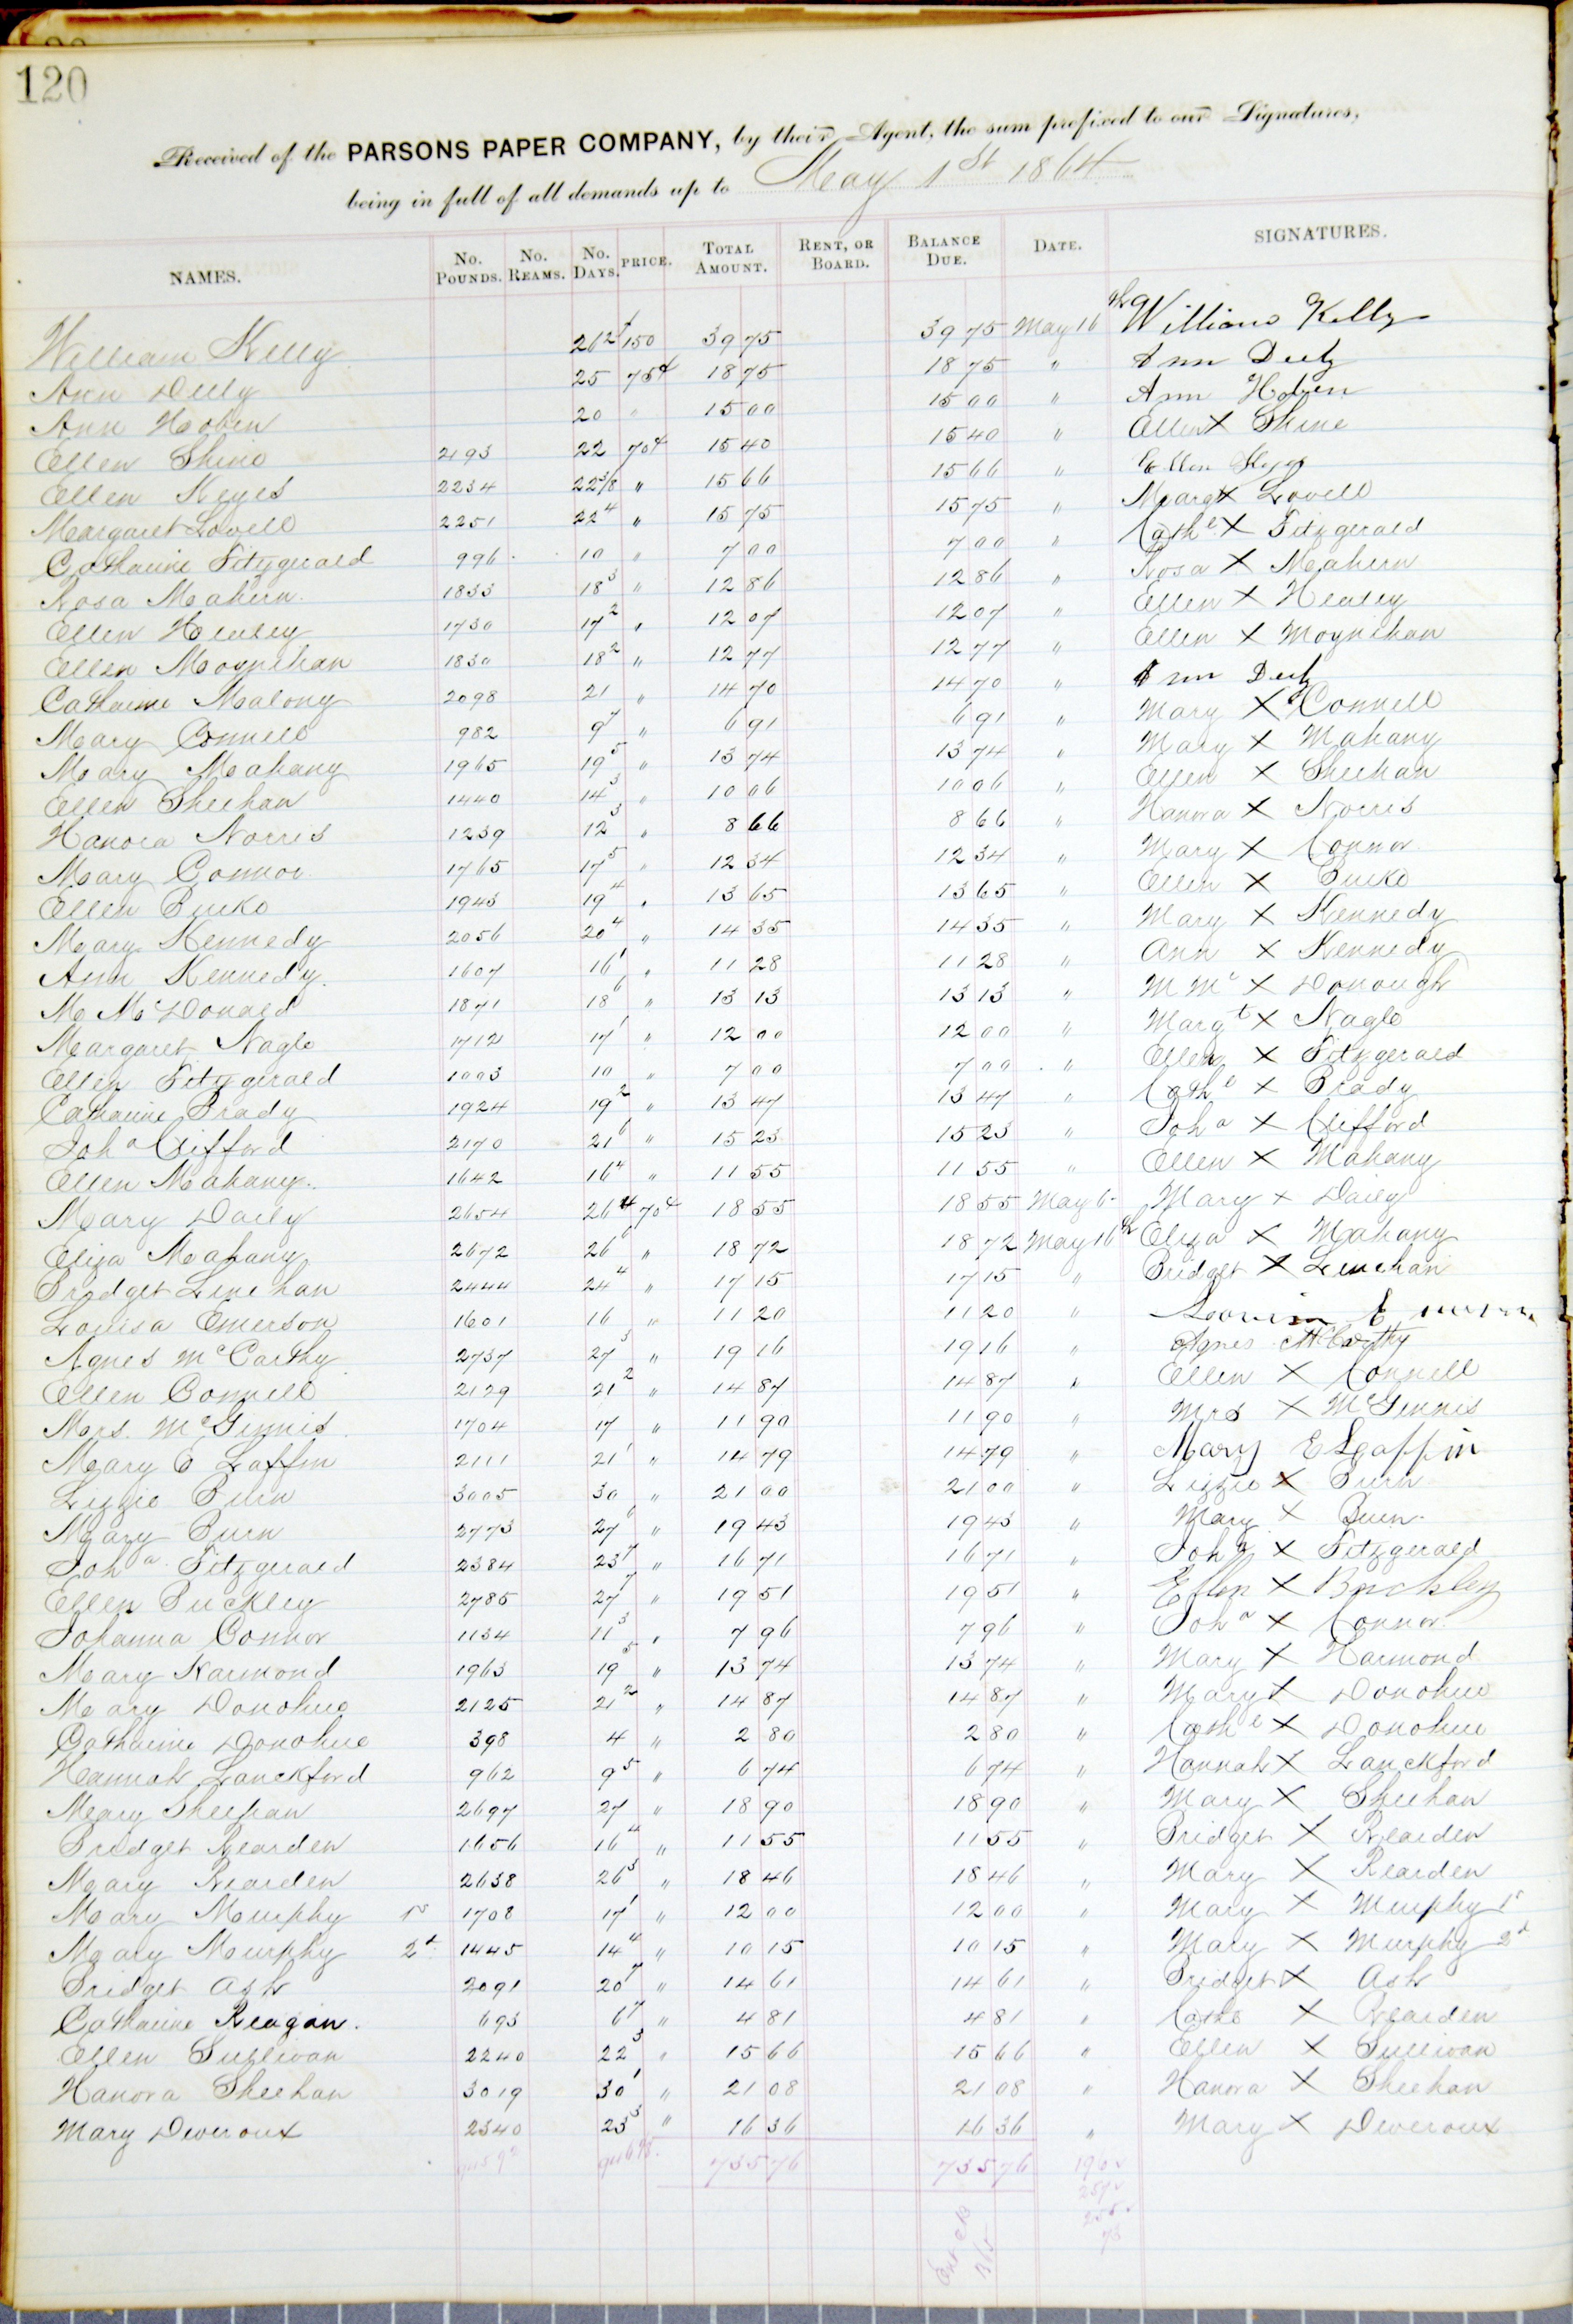 120
Received of the PARSONS PAPER COMPANY, by their Agent, the sum prefixed to our Signatures,
being in full of all demands up to May 1st 1864
NAMES. No. Pounds. No. Reams. No. Days. PRICE. Total Amount. Rent, or Board. Balance Due. Date. SIGNATURES.
William Kelly 26 2 150 39 75 39 75 May 16 William Kelly
Ann Deely 25 75¢ 18 75 18 75 " Ann Deely
Ann Hoben 20 " 15 00 15 00 " Ann Hoben
Ellen Shine 2193 22 70¢ 15 40 15 40 " Ellen X Shine
Ellen Keyes 2234 22 3/8 " 15 66 15 66 " Ellen Keyes
Margaret Lovell 2251 22 4 " 15 75 15 75 " Margt X Lovell
Catharine Fitzgerald 996 10 " 7 00 7 00 " Cathe X Fitzgerald
Rosa Mahern 1833 18 3 " 12 86 12 86 " Rosa X Mahern
Ellen Healey 1730 17 2 " 12 07 12 07 " Ellen X Healey
Ellen Moynihan 1830 18 2 " 12 77 12 77 " Ellen X Moynihan
Catharine Malony 2098 21 " 14 70 14 70 " Ann Deely
Mary Connell 982 9 7 " 6 91 6 91 " Mary X Connell
Mary Mahany 1965 19 5 " 13 74 13 74 " Mary X Mahany
Ellen Sheehan 1440 14 3 " 10 06 10 06 " Ellen X Sheehan
Hanora Norris 1239 12 3 " 8 66 8 66 " Hanora X Norris
Mary Connor 1765 17 5 " 12 34 12 34 " Mary X Connor
Ellen Burke 1943 19 4 " 13 65 13 65 " Ellen X Burke
Mary Kennedy 2056 20 4 " 14 35 14 35 " Mary X Kennedy
Ann Kennedy 1607 16 1 " 11 28 11 28 " Ann X Kennedy
M McDonald 1871 18 6 " 13 13 13 13 " M Mc X Donough
Margaret Nagle 1712 17 1 " 12 00 12 00 " Margt X Nagle
Ellen Fitzgerald 1003 10 " 7 00 7 00 " Ellen X Fitzgerald
Catharine Brady 1924 19 2 " 13 47 13 47 " Cathe X Brady
Joha Clifford 2170 21 6 " 15 23 15 23 " Joha X Clifford
Ellen Mahany 1642 16 4 " 11 55 11 55 " Ellen X Mahany
Mary Daily 2654 26 4 70¢ 18 55 18 55 May 6 Mary X Daily
Eliza Mahany 2672 26 6 " 18 72 18 72 May 16th Eliza X Mahany
Bridget Linehan 2444 24 4 " 17 15 17 15 " Bridget X Linehan
Louisa Emerson 1601 16 " 11 20 11 20 "
Agnes McCarthy 2737 27 3 " 19 16 19 16 " Agnes McCarthy
Ellen Connell 2129 21 2 " 14 87 14 87 " Ellen X Connell
Mrs. McGinnis 1704 17 " 11 90 11 90 " Mrs X McGinnis
Mary E Laffin 2111 21 1 " 14 79 14 79 " Mary E Laffin
Lizzie Burn 3005 30 " 21 00 21 00 " Lizzie X Burn
Mary Burn 2773 27 6 " 19 43 19 43 " Mary X Burn
Joha Fitzgerald 2384 23 7 " 16 71 16 71 " Joha X Fitzgerald
Ellen Buckley 2785 27 7 " 19 51 19 51 " Ellen X Buckley
Johanna Connor 1134 11 3 " 7 96 7 96 " Joha X Connor
Mary Harmond 1963 19 5 " 13 74 13 74 " Mary X Harmond
Mary Donohue 2125 21 2 " 14 87 14 87 " Mary X Donohue
Catharine Donohue 398 4 " 2 80 2 80 " Cathe X Donohue
Hannah Lanckford 962 9 5 " 6 74 6 74 " Hannah X Lanckford
Mary Sheehan 2697 27 " 18 90 18 90 " Mary X Sheehan
Bridget Rearden 1656 16 4 " 11 55 11 55 " Bridget X Rearden
Mary Rearden 2638 26 3 " 18 46 18 46 " Mary X Rearden
Mary Murphy 1st 1708 17 1 " 12 00 12 00 " Mary X Murphy 1st
Mary Murphy 2d 1445 14 4 " 10 15 10 15 " Mary X Murphy 2d
Bridget Ash 2091 20 7 " 14 61 14 61 " Bridget X Ash
Catharine Reagan. 693 6 7 " 4 81 4 81 " Cathe X Rearden
Ellen Sullivan 2240 22 3 " 15 66 15 66 " Ellen X Sullivan
Hanora Sheehan 3019 30 1 " 21 08 21 08 " Hanora X Sheehan
Mary Deveroux 2340 23 3 " 16 36 16 36 " Mary X Deveroux
735 76 735 76 190